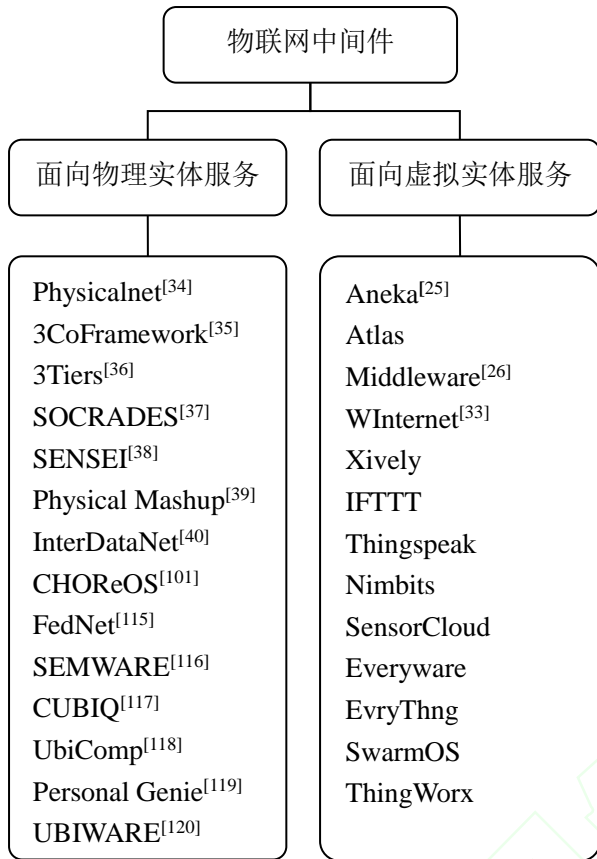 物联网中间件
面向物理实体服务
面向虚拟实体服务
Physicalnet[34]
3CoFramework[35]
3Tiers[36]
SOCRADES[37]
SENSEI[38]
Physical Mashup[39]
InterDataNet[40]
CHOReOS[101]
FedNet[115]
SEMWARE[116]
CUBIQ[117]
UbiComp[118]
Personal Genie[119]
UBIWARE[120]
Aneka[25]
Atlas
Middleware[26]
WInternet[33]
Xively
IFTTT
Thingspeak
Nimbits
SensorCloud
Everyware
EvryThng
SwarmOS
ThingWorx